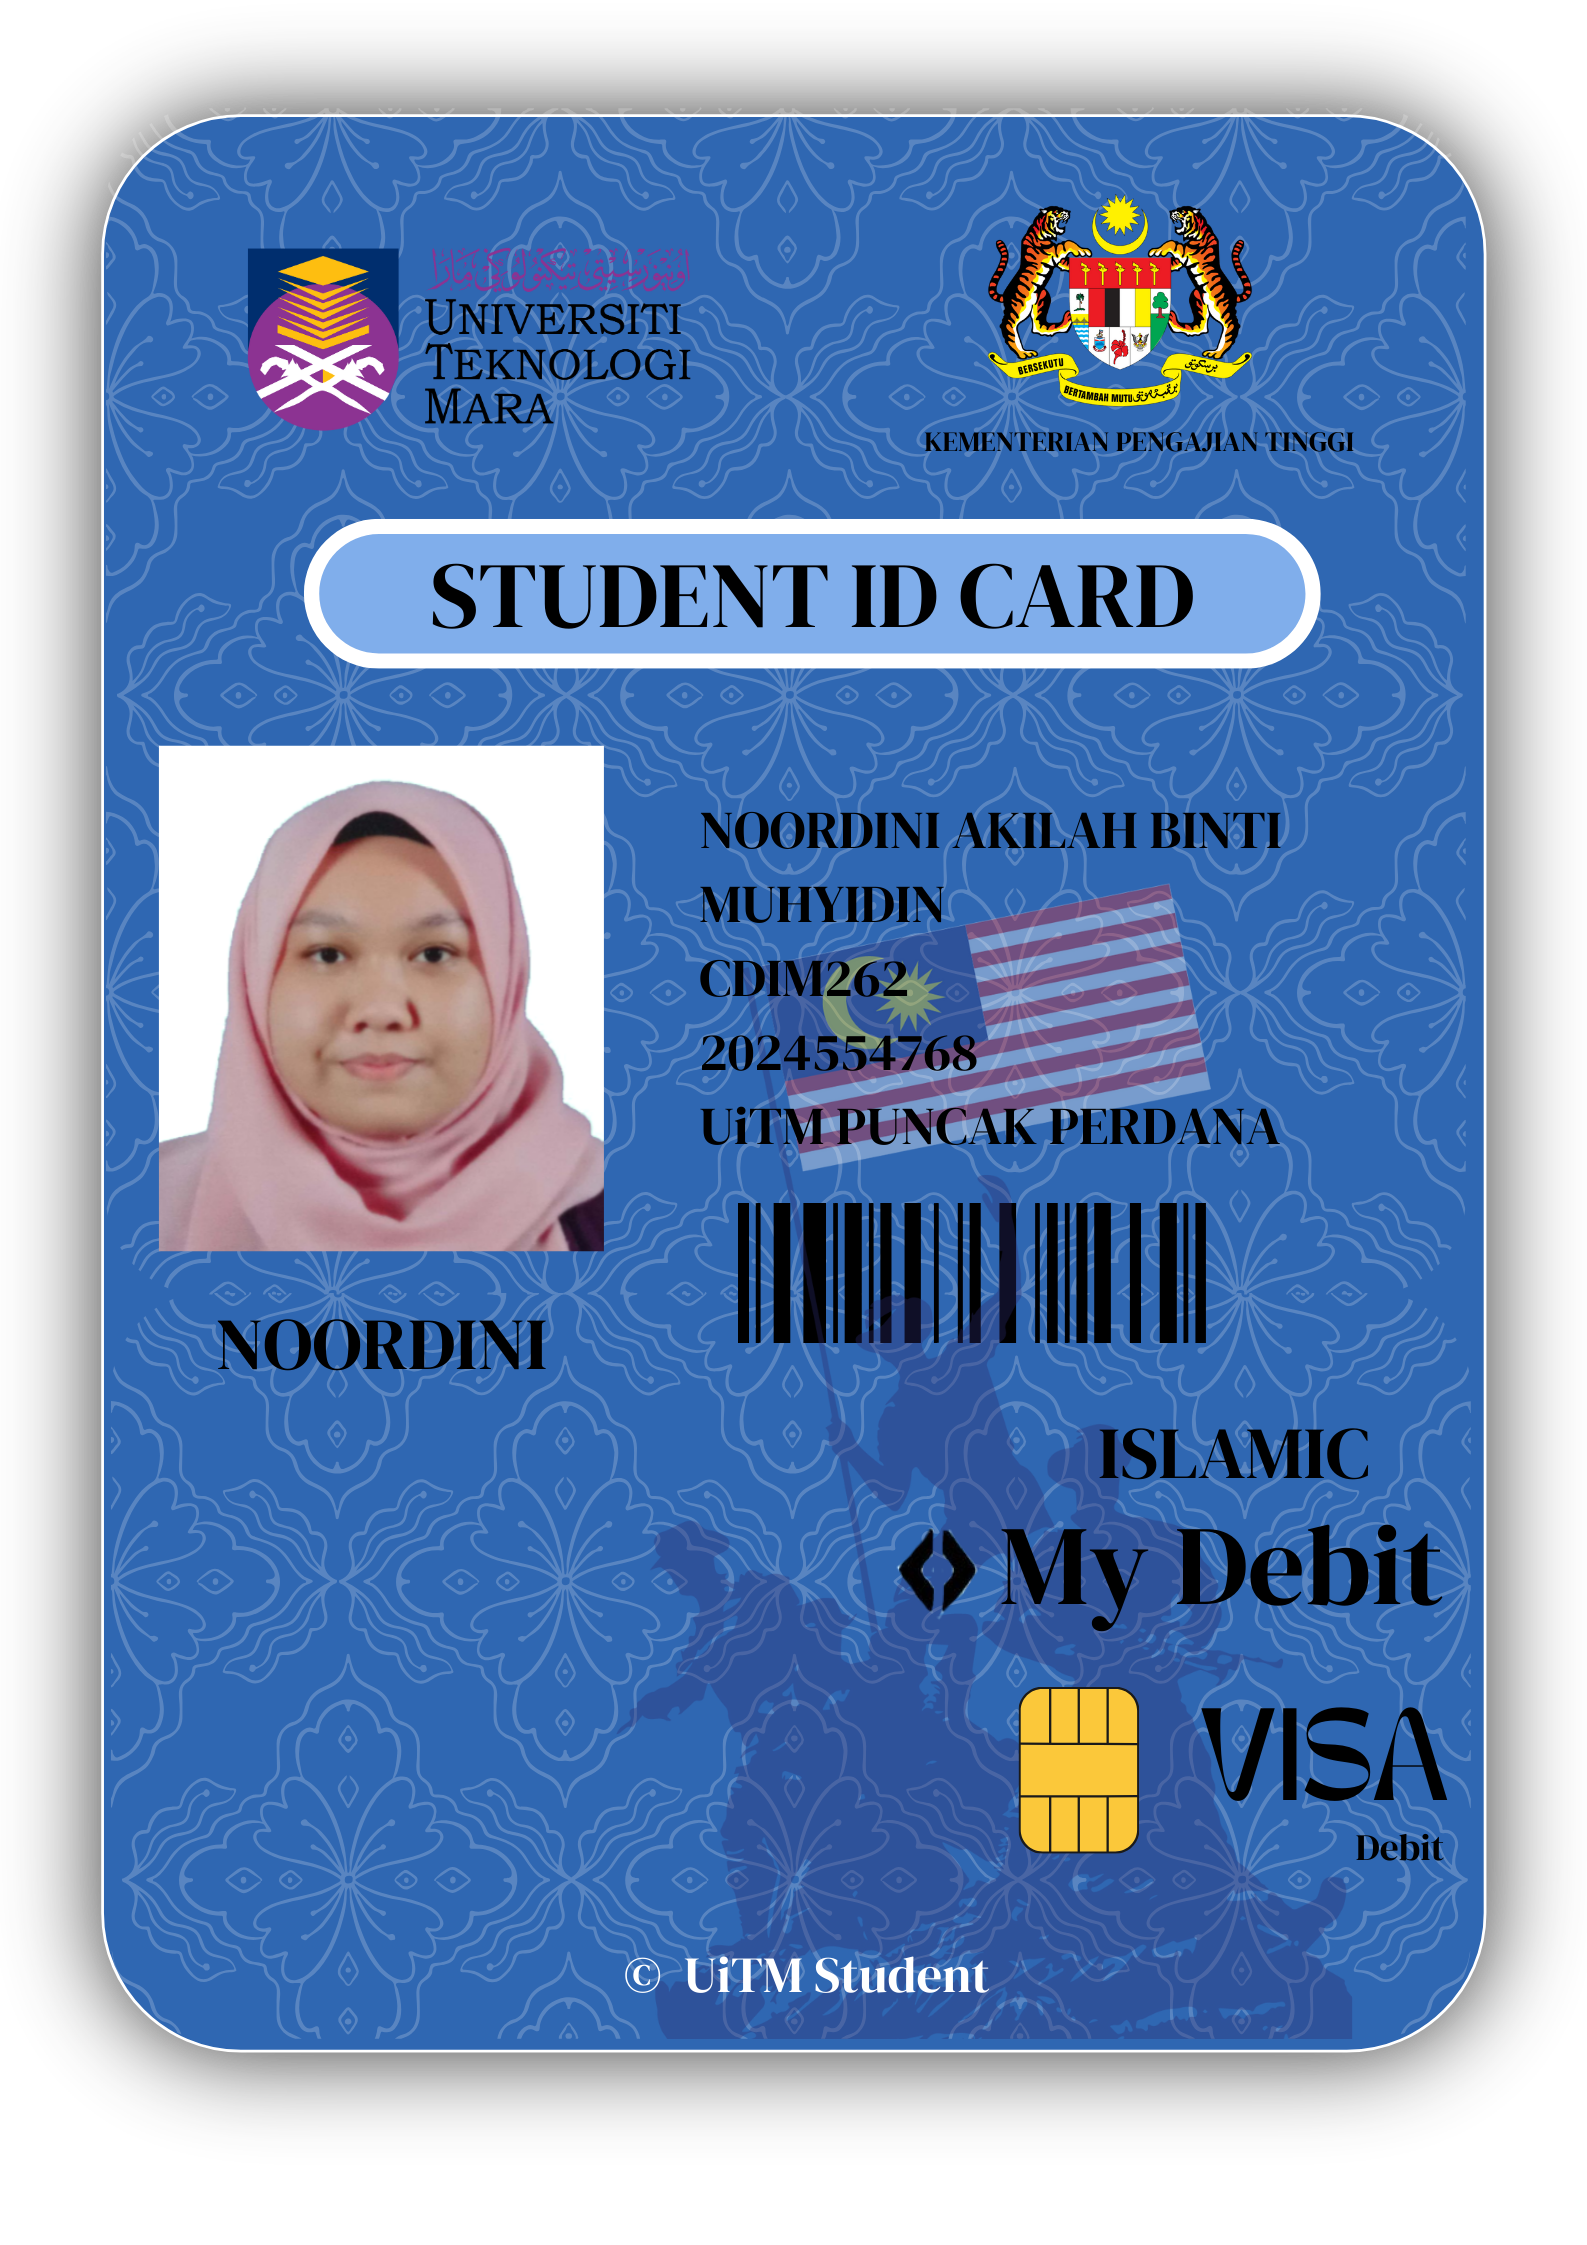 اونيۏرسيتي تيكنولوݢي مارا
UNIVERSITI
TEKNOLOGI
MARA
BERSEKUTU
BERTAMBAH MUTU
KEMENTERIAN PENGAJIAN TINGGI
STUDENT ID CARD
NOORDINI AKILAH BINTI
MUHYIDIN
CDIM262
2024554768
UiTM PUNCAK PERDANA
NOORDINI
ISLAMIC
My Debit
VISA
Debit
© UiTM Student